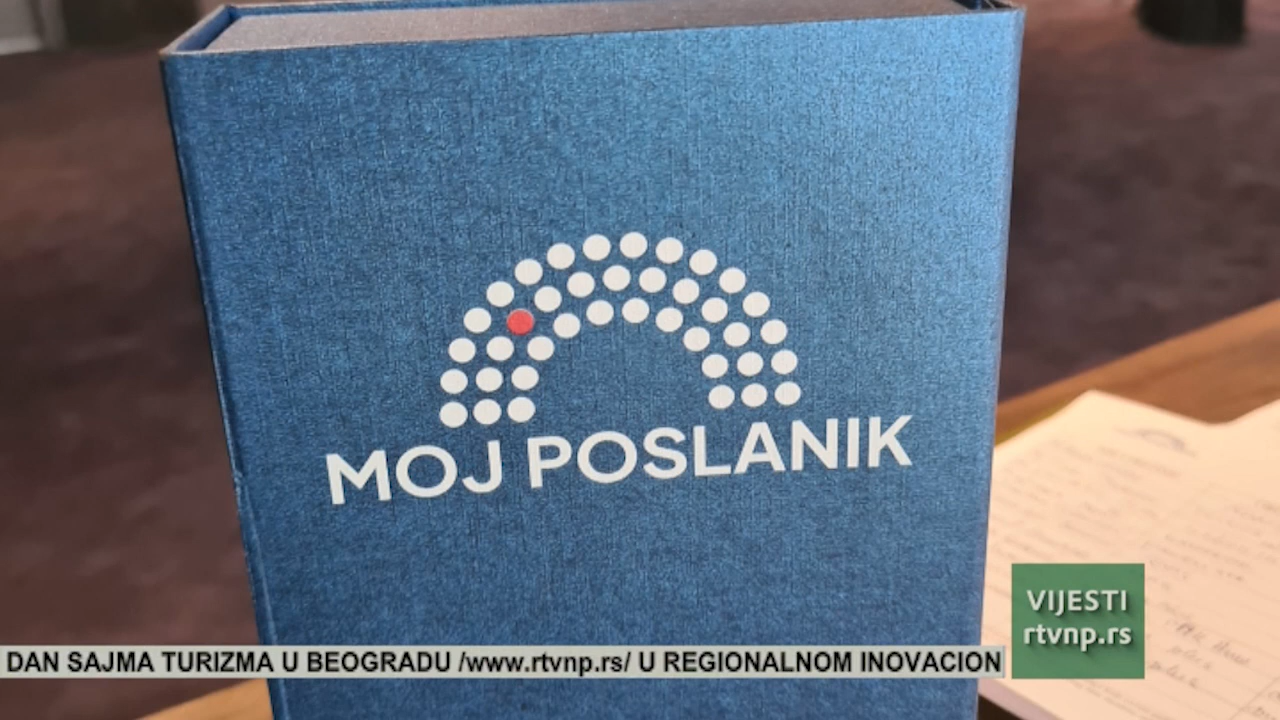 MOJ POSLANIK
VIJESTI
rtvnp.rs
DAN SAJMA TURIZMA U BEOGRADU /www.rtvnp.rs/ U REGIONALNOM INOVACION